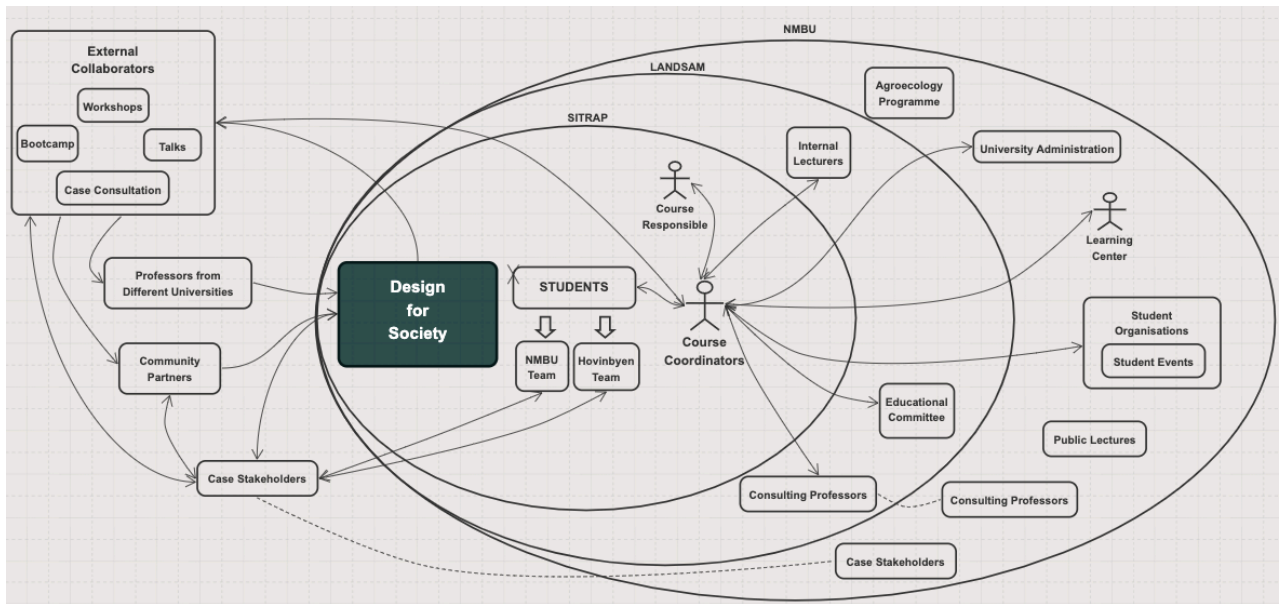 NMBU
LANDSAM
SITRAP
External
Collaborators
Workshops
Bootcamp
Talks
Case Consultation
Professors from
Different Universities
Community
Partners
Case Stakeholders
Design
for
Society
STUDENTS
NMBU
Team
Hovinbyen
Team
Course
Responsible
Course
Coordinators
Internal
Lecturers
Agroecology
Programme
University Administration
Learning
Center
Student
Organisations
Student Events
Educational
Committee
Public Lectures
Consulting Professors
Consulting Professors
Case Stakeholders